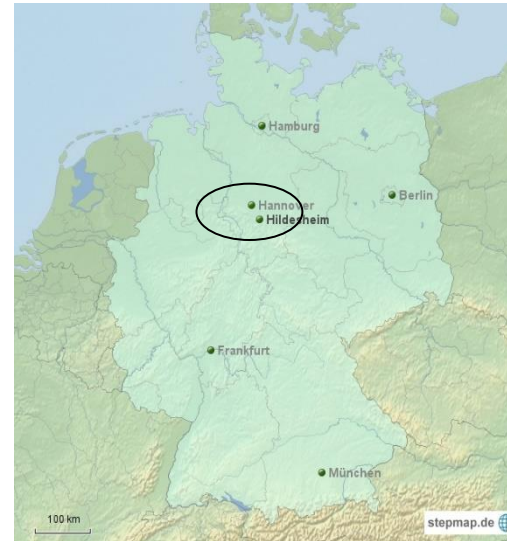 Hamburg
Berlin
Hannover
Hildesheim
Frankfurt
München
100 km
stepmap.de